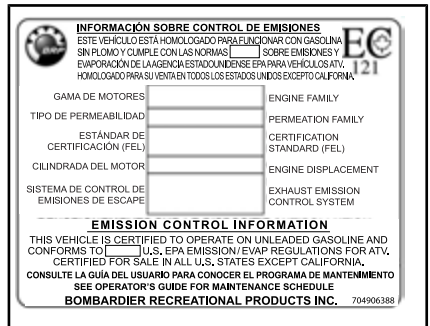 INFORMACIÓN SOBRE CONTROL DE EMISIONES
ESTE VEHÍCULO ESTÁ HOMOLOGADO PARA FUNCIONAR CON GASOLINA
SIN PLOMO Y CUMPLE CON LAS NORMAS SOBRE EMISIONES Y
EVAPORACIÓN DE LA AGENCIA ESTADOUNIDENSE EPA PARA VEHÍCULOS ATV.
HOMOLOGADO PARA SU VENTA EN TODOS LOS ESTADOS UNIDOS EXCEPTO CALIFORNIA.
brp
EC
121
GAMA DE MOTORES ENGINE FAMILY
TIPO DE PERMEABILIDAD PERMEATION FAMILY
ESTÁNDAR DE CERTIFICATION
CERTIFICACIÓN (FEL) STANDARD (FEL)
CILINDRADA DEL MOTOR ENGINE DISPLACEMENT
SISTEMA DE CONTROL DE EXHAUST EMISSION
EMISIONES DE ESCAPE CONTROL SYSTEM
EMISSION CONTROL INFORMATION
THIS VEHICLE IS CERTIFIED TO OPERATE ON UNLEADED GASOLINE AND
CONFORMS TO U.S. EPA EMISSION/EVAP REGULATIONS FOR ATV.
CERTIFIED FOR SALE IN ALL U.S. STATES EXCEPT CALIFORNIA.
CONSULTE LA GUÍA DEL USUARIO PARA CONOCER EL PROGRAMA DE MANTENIMIENTO
SEE OPERATOR'S GUIDE FOR MAINTENANCE SCHEDULE
BOMBARDIER RECREATIONAL PRODUCTS INC. 704906388